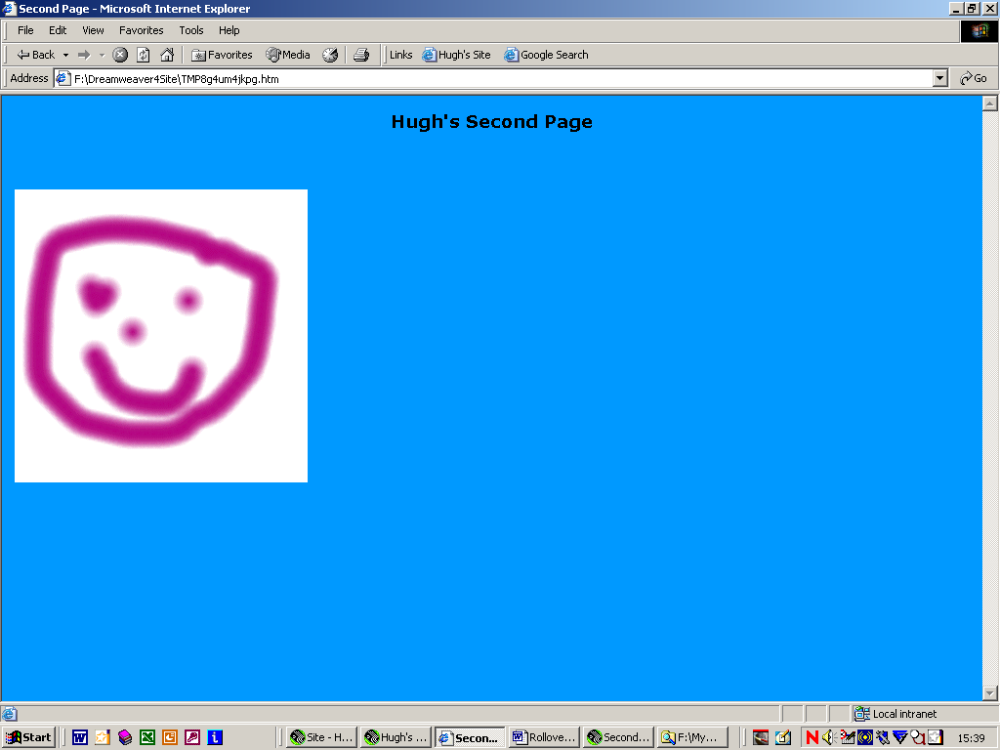 Second Page - Microsoft Internet Explorer
File Edit View Favorites Tools Help
Back Favorites Media Links Hugh's Site Google Search
Address F:\Dreamweaver4Site\TMP8g4um4jkpg.htm Go
Hugh's Second Page
Local intranet
Start Site - H... Hugh's ... Secon... Rollove... Second... F:\My... 15:39